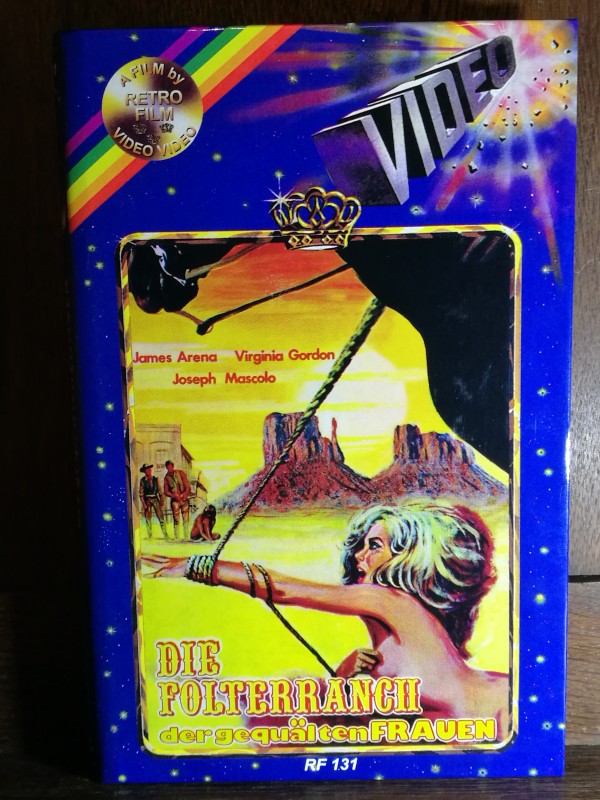 A FILM by
RETRO
FILM
VIDEO VIDEO
VIDEO
James Arena Virginia Gordon
Joseph Mascolo
DIE
FOLTERRANCH
der gequälten FRAUEN
RF 131